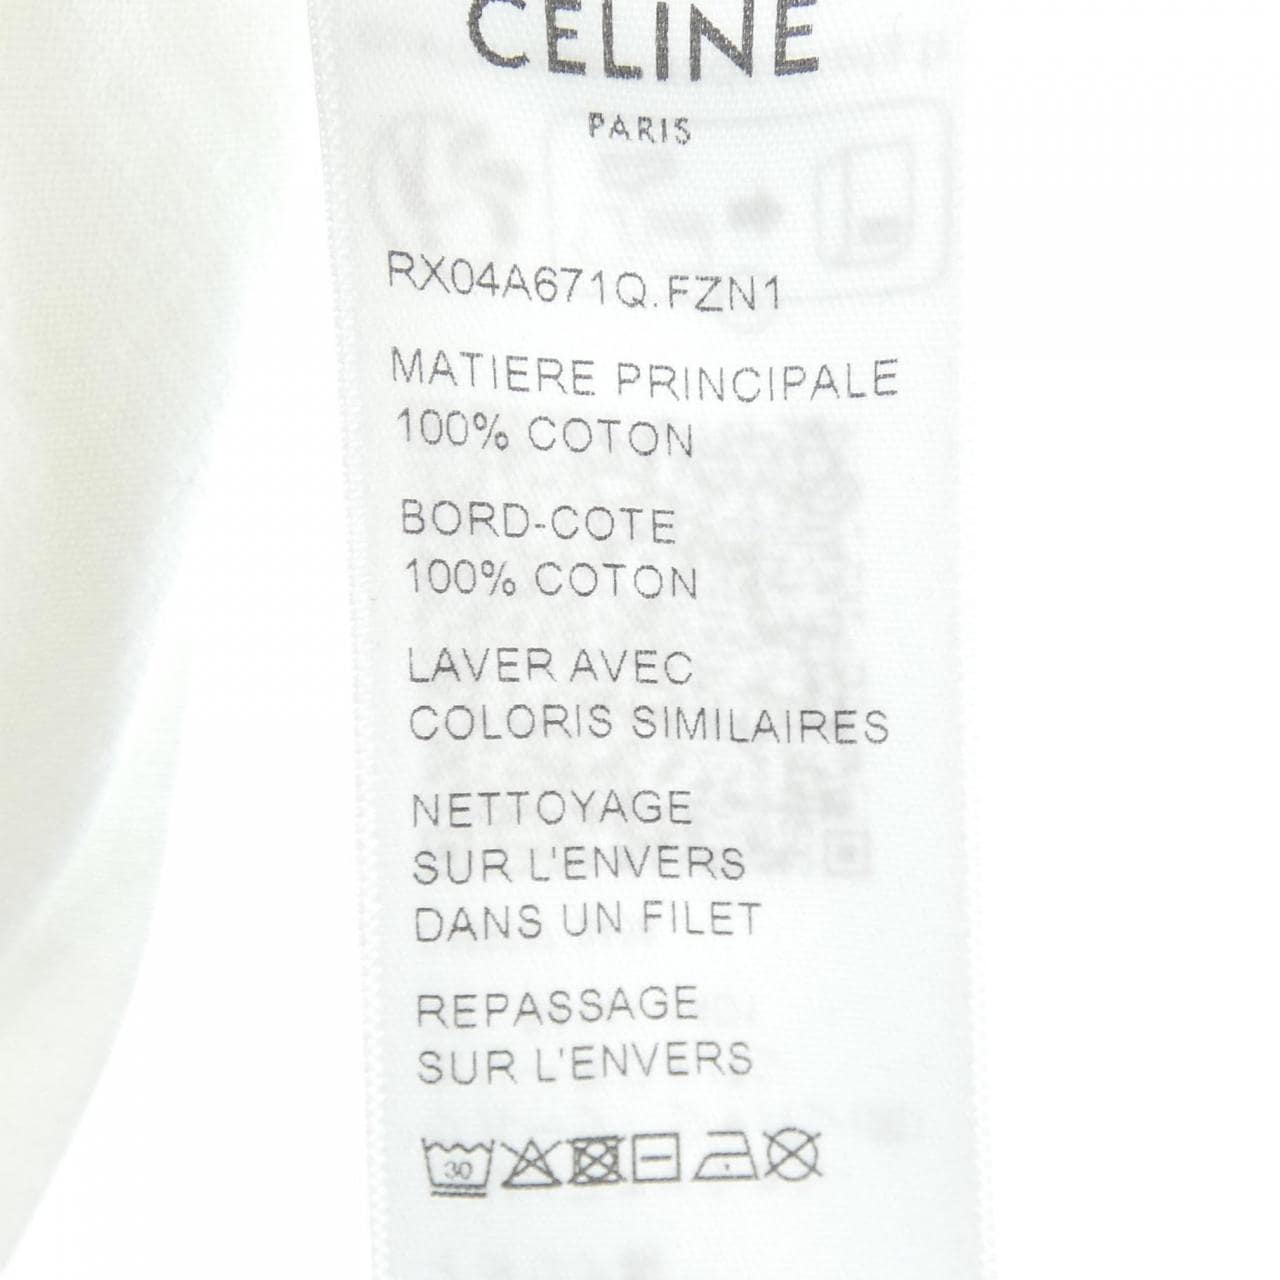 CELINE
PARIS
RX04A671Q.FZN1
MATIERE PRINCIPALE
100% COTON
BORD-COTE
100% COTON
LAVER AVEC
COLORIS SIMILAIRES
NETTOYAGE
SUR L'ENVERS
DANS UN FILET
REPASSAGE
SUR L'ENVERS
30